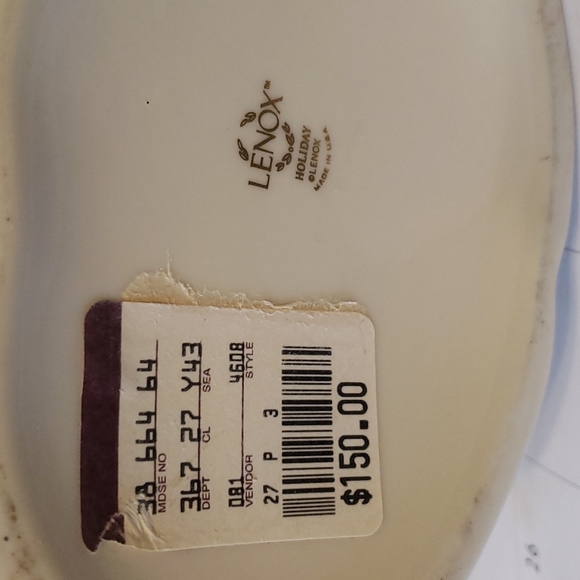 LENOX™
HOLIDAY
©LENOX
MADE IN U.S.A.
38 664 64
MDSE NO
367 27 Y43
DEPT CL SEA
081 4608
VENDOR STYLE
27 P 3
$150.00
26